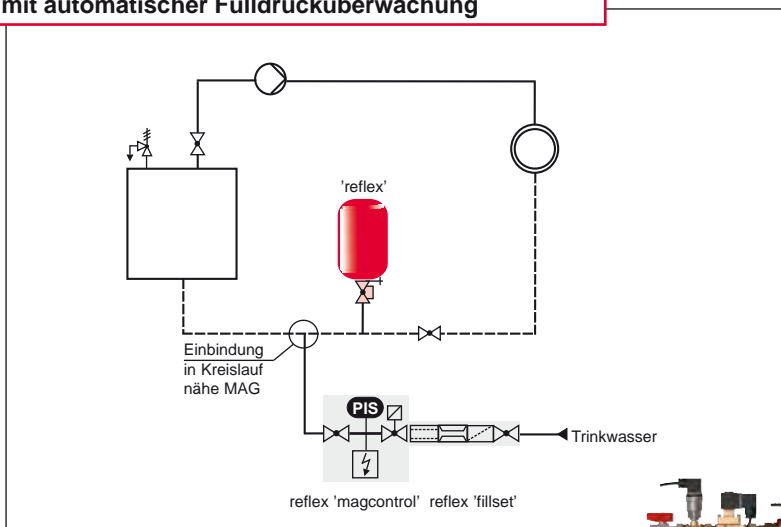 mit automatischer Fülldrucküberwachung
'reflex'
Einbindung
in Kreislauf
nähe MAG
PIS
Trinkwasser
reflex 'magcontrol' reflex 'fillset'